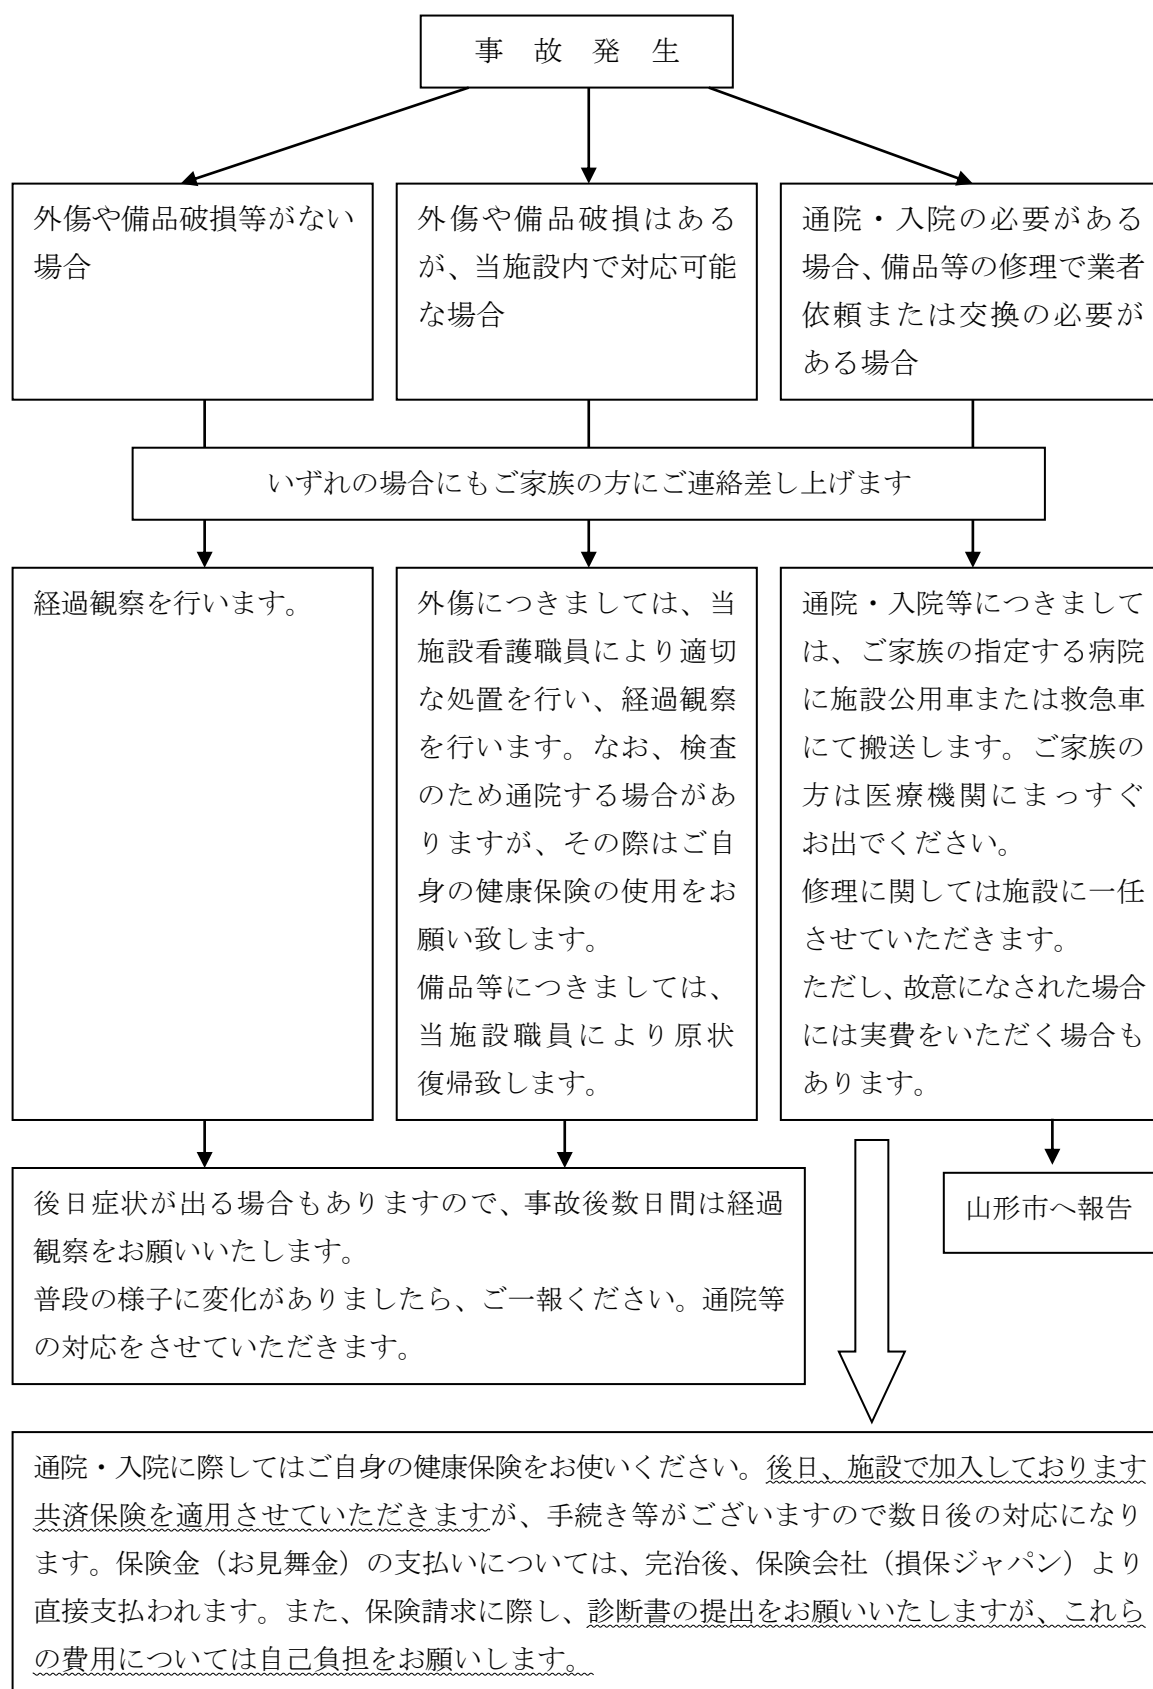 事　故　発　生
外傷や備品破損等がない
場合
外傷や備品破損はある
が、当施設内で対応可能
な場合
通院・入院の必要がある
場合、備品等の修理で業者
依頼または交換の必要が
ある場合
いずれの場合にもご家族の方にご連絡差し上げます
経過観察を行います。
外傷につきましては、当
施設看護職員により適切
な処置を行い、経過観察
を行います。なお、検査
のため通院する場合があ
りますが、その際はご自
身の健康保険の使用をお
願い致します。
備品等につきましては、
当施設職員により原状
復帰致します。
通院・入院等につきまして
は、ご家族の指定する病院
に施設公用車または救急車
にて搬送します。ご家族の
方は医療機関にまっすぐ
お出でください。
修理に関しては施設に一任
させていただきます。
ただし、故意になされた場合
には実費をいただく場合も
あります。
後日症状が出る場合もありますので、事故後数日間は経過
観察をお願いいたします。
普段の様子に変化がありましたら、ご一報ください。通院等
の対応をさせていただきます。
山形市へ報告
通院・入院に際してはご自身の健康保険をお使いください。後日、施設で加入しております
共済保険を適用させていただきますが、手続き等がございますので数日後の対応になり
ます。保険金（お見舞金）の支払いについては、完治後、保険会社（損保ジャパン）より
直接支払われます。また、保険請求に際し、診断書の提出をお願いいたしますが、これら
の費用については自己負担をお願いします。